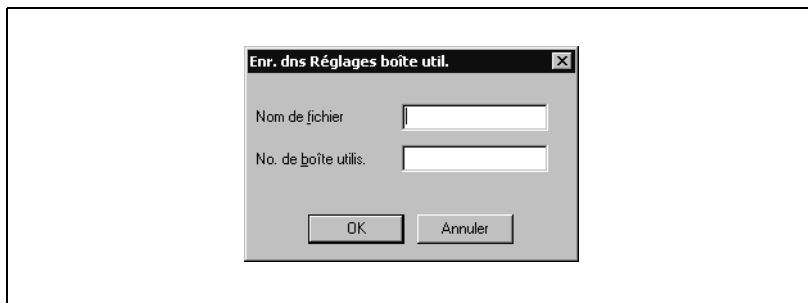 Enr. dns Réglages boîte util.
Nom de fichier
No. de boîte utilis.
OK Annuler